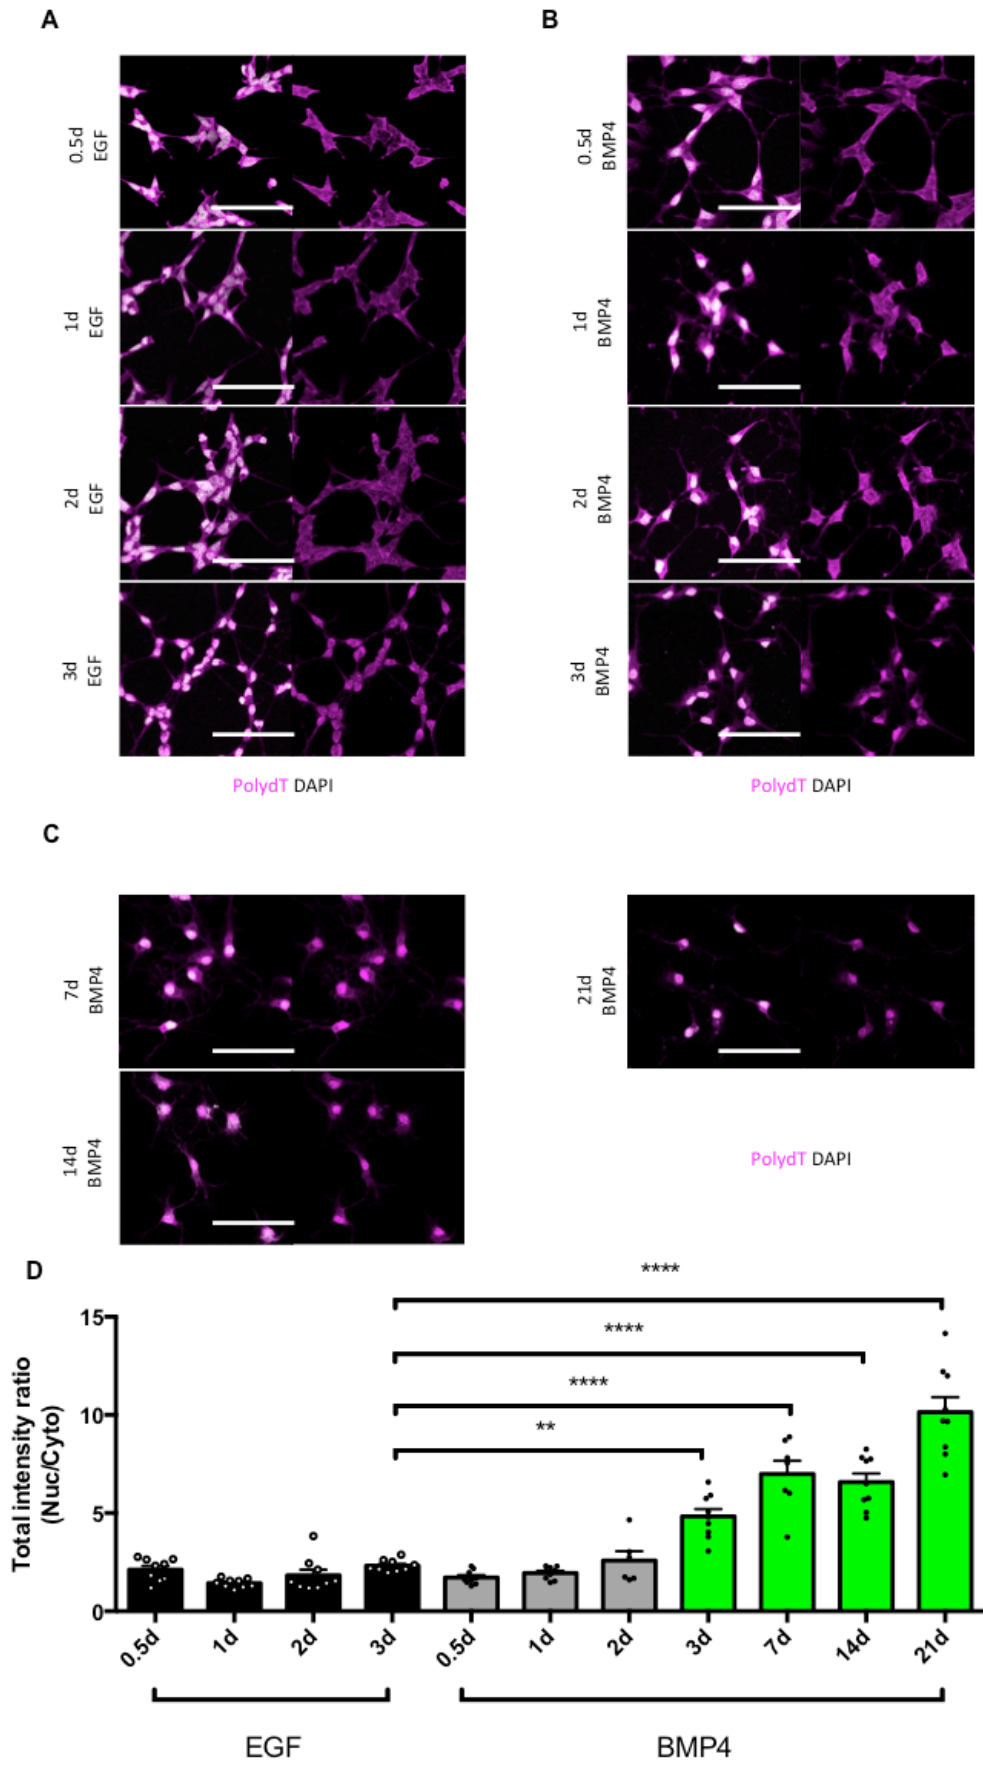 A
B
0.5d
EGF
0.5d
BMP4
1d
EGF
1d
BMP4
2d
EGF
2d
BMP4
3d
EGF
3d
BMP4
PolydT DAPI
PolydT DAPI
C
7d
BMP4
21d
BMP4
14d
BMP4
PolydT DAPI
D
****
****
****
**
Total intensity ratio
(Nuc/Cyto)
15
10
5
0
0.5d 1d 2d 3d 0.5d 1d 2d 3d 7d 14d 21d
EGF BMP4